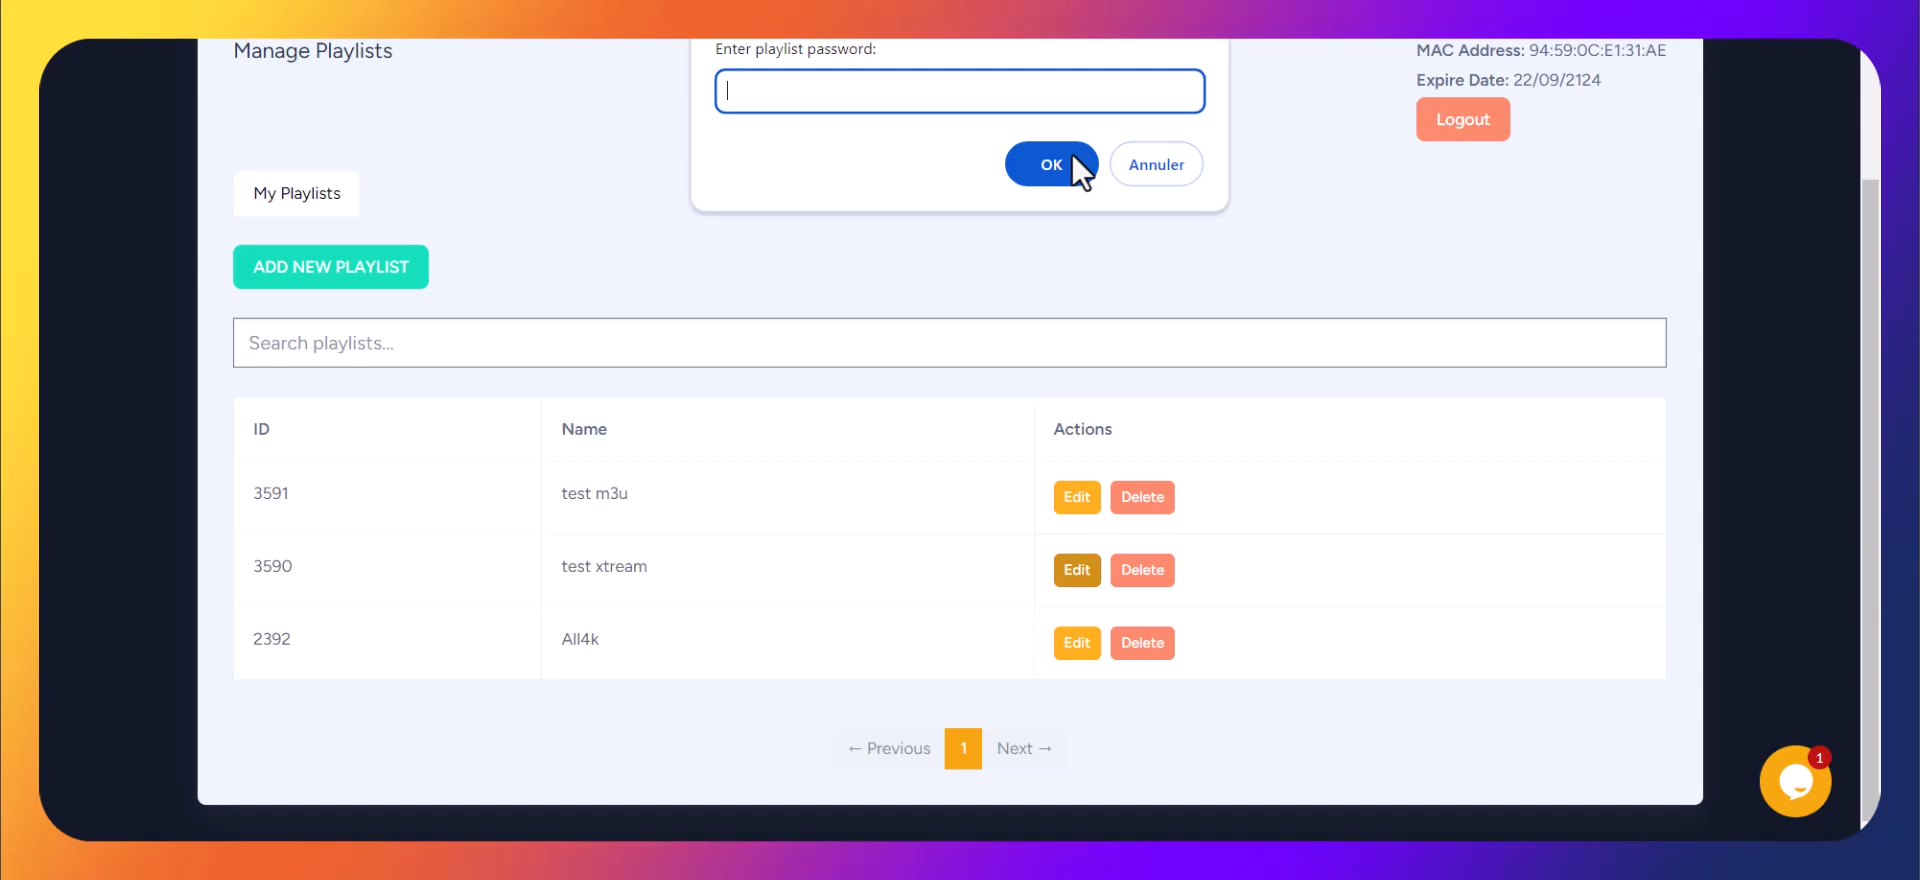 Manage Playlists
Enter playlist password:
OK
Annuler
MAC Address: 94:59:0C:E1:31:AE
Expire Date: 22/09/2124
Logout
My Playlists
ADD NEW PLAYLIST
Search playlists...
ID Name Actions
3591 test m3u Edit Delete
3590 test xtream Edit Delete
2392 All4k Edit Delete
← Previous 1 Next →
1